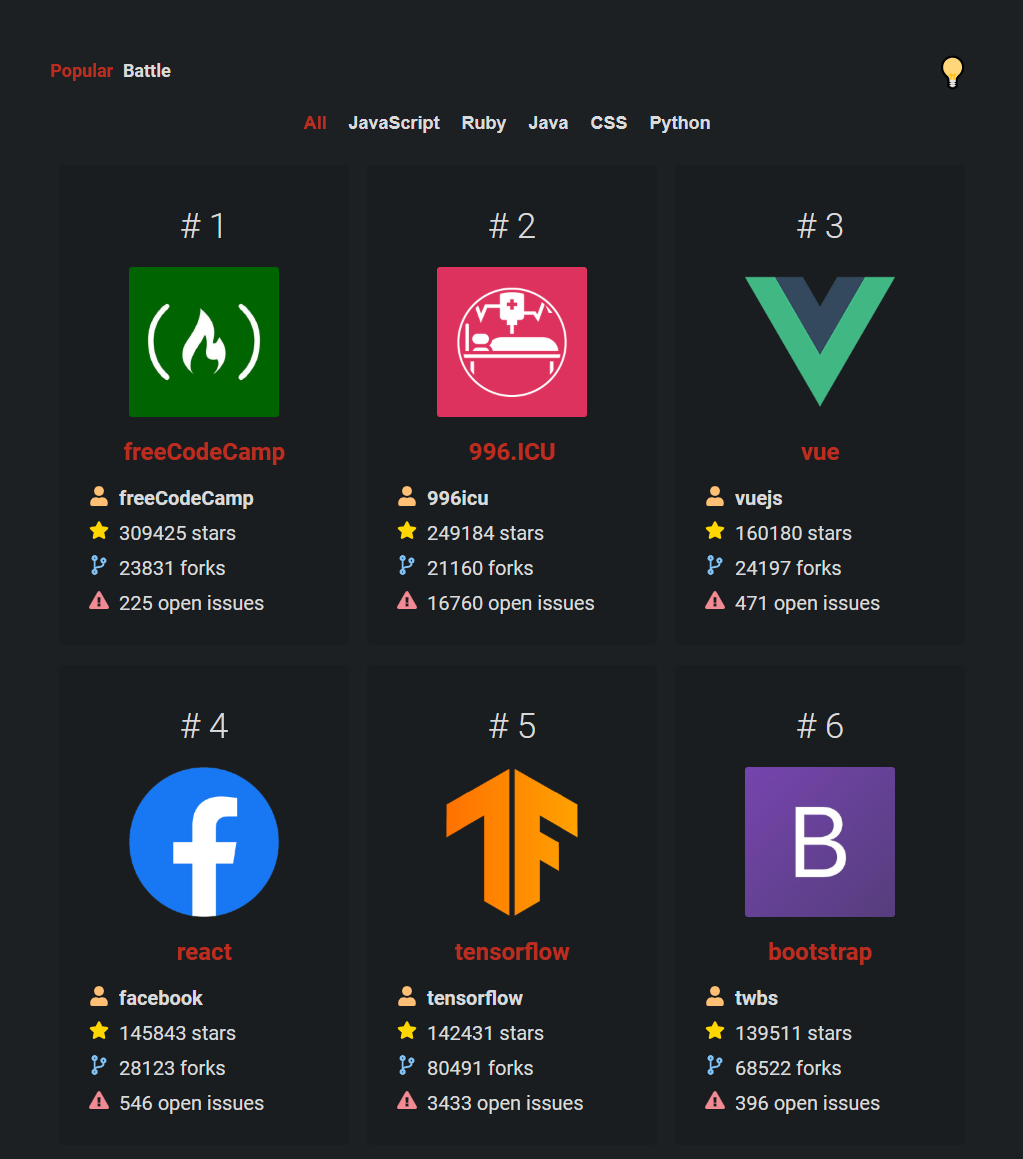 Popular Battle
All JavaScript Ruby Java CSS Python
# 1
freeCodeCamp
freeCodeCamp
309425 stars
23831 forks
225 open issues
# 2
996.ICU
996icu
249184 stars
21160 forks
16760 open issues
# 3
vue
vuejs
160180 stars
24197 forks
471 open issues
# 4
react
facebook
145843 stars
28123 forks
546 open issues
# 5
tensorflow
tensorflow
142431 stars
80491 forks
3433 open issues
# 6
B
bootstrap
twbs
139511 stars
68522 forks
396 open issues